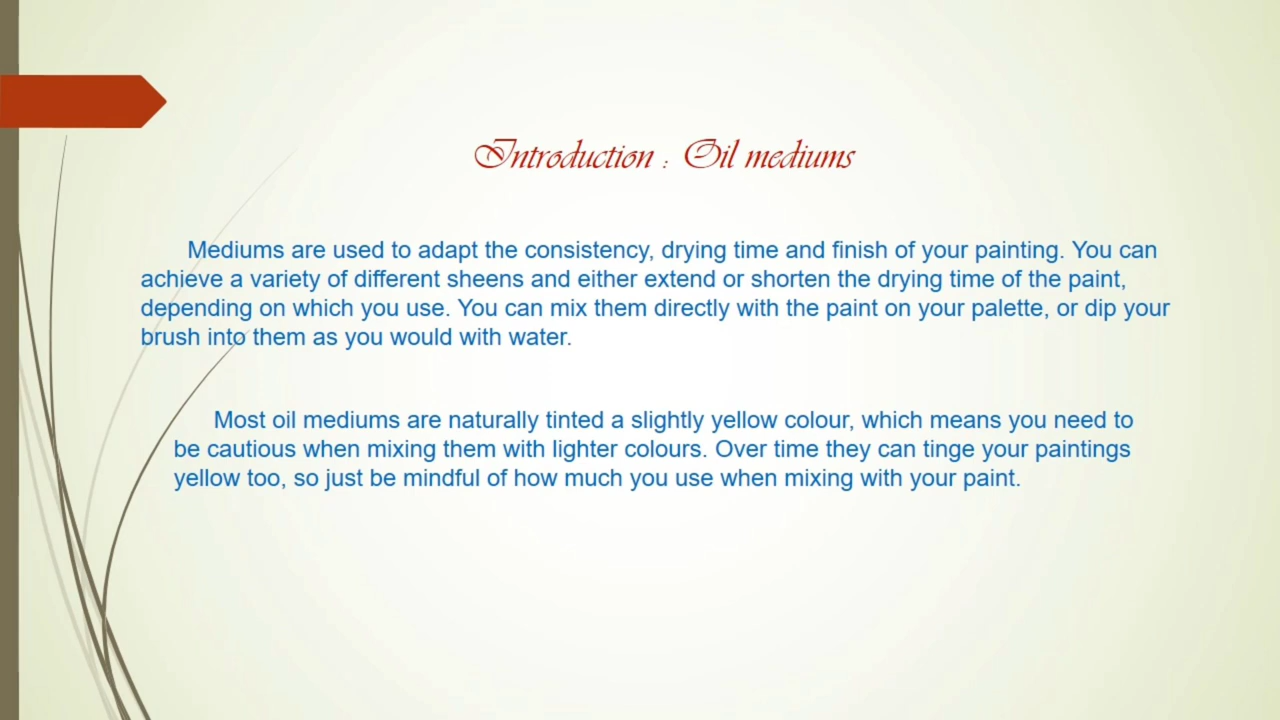 Introduction : Oil mediums
Mediums are used to adapt the consistency, drying time and finish of your painting. You can
achieve a variety of different sheens and either extend or shorten the drying time of the paint,
depending on which you use. You can mix them directly with the paint on your palette, or dip your
brush into them as you would with water.
Most oil mediums are naturally tinted a slightly yellow colour, which means you need to
be cautious when mixing them with lighter colours. Over time they can tinge your paintings
yellow too, so just be mindful of how much you use when mixing with your paint.